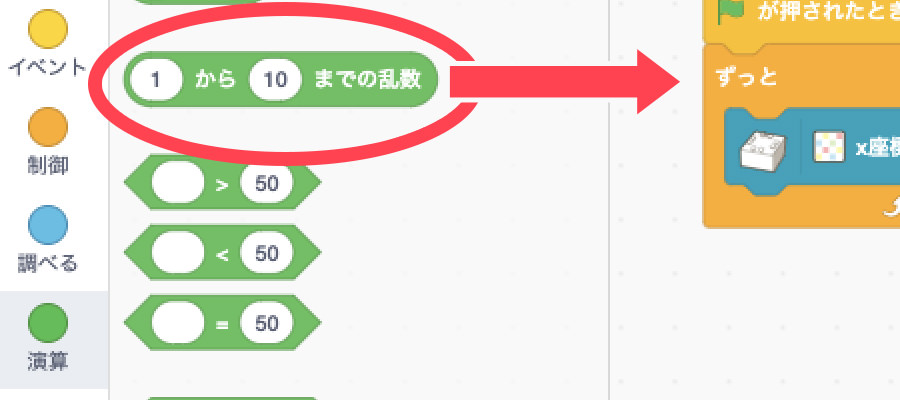 イベント
制御
調べる
演算
1 から 10 までの乱数
> 50
< 50
= 50
が押されたとき
ずっと
x座